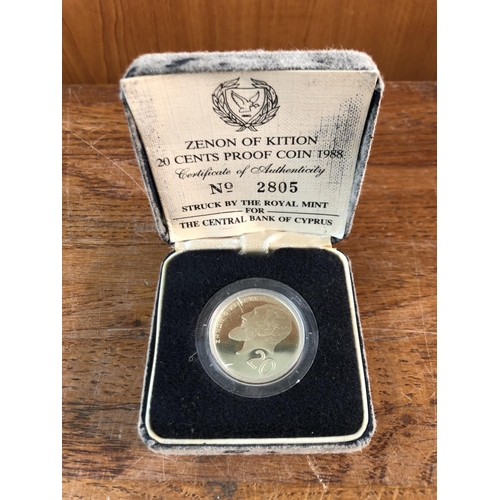 ZENON OF KITION
20 CENTS PROOF COIN 1988
Certificate of Authenticity
Nº 2805
STRUCK BY THE ROYAL MINT
FOR
THE CENTRAL BANK OF CYPRUS
20